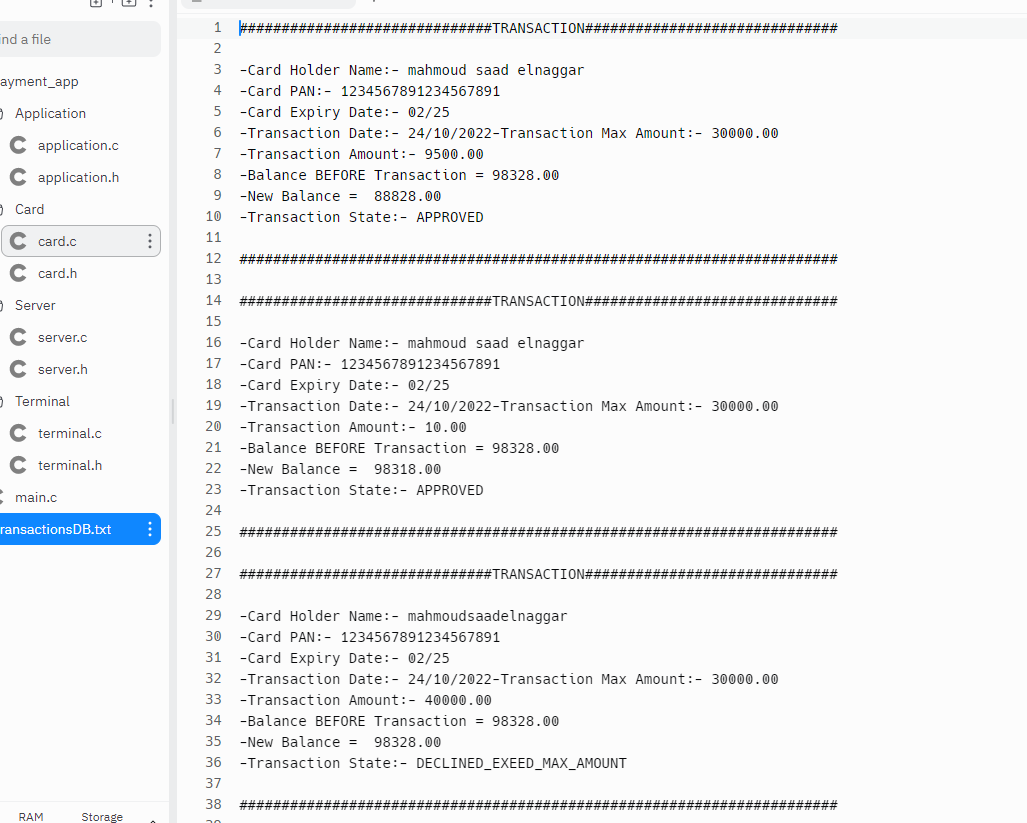 ind a file
ayment_app
Application
application.c
application.h
Card
card.c
card.h
Server
server.c
server.h
Terminal
terminal.c
terminal.h
main.c
ransactionsDB.txt
RAM Storage
1 ##############################TRANSACTION##############################
2
3 -Card Holder Name:- mahmoud saad elnaggar
4 -Card PAN:- 1234567891234567891
5 -Card Expiry Date:- 02/25
6 -Transaction Date:- 24/10/2022-Transaction Max Amount:- 30000.00
7 -Transaction Amount:- 9500.00
8 -Balance BEFORE Transaction = 98328.00
9 -New Balance =  88828.00
10 -Transaction State:- APPROVED
11
12 #######################################################################
13
14 ##############################TRANSACTION##############################
15
16 -Card Holder Name:- mahmoud saad elnaggar
17 -Card PAN:- 1234567891234567891
18 -Card Expiry Date:- 02/25
19 -Transaction Date:- 24/10/2022-Transaction Max Amount:- 30000.00
20 -Transaction Amount:- 10.00
21 -Balance BEFORE Transaction = 98328.00
22 -New Balance =  98318.00
23 -Transaction State:- APPROVED
24
25 #######################################################################
26
27 ##############################TRANSACTION##############################
28
29 -Card Holder Name:- mahmoudsaadelnaggar
30 -Card PAN:- 1234567891234567891
31 -Card Expiry Date:- 02/25
32 -Transaction Date:- 24/10/2022-Transaction Max Amount:- 30000.00
33 -Transaction Amount:- 40000.00
34 -Balance BEFORE Transaction = 98328.00
35 -New Balance =  98328.00
36 -Transaction State:- DECLINED_EXEED_MAX_AMOUNT
37
38 #######################################################################